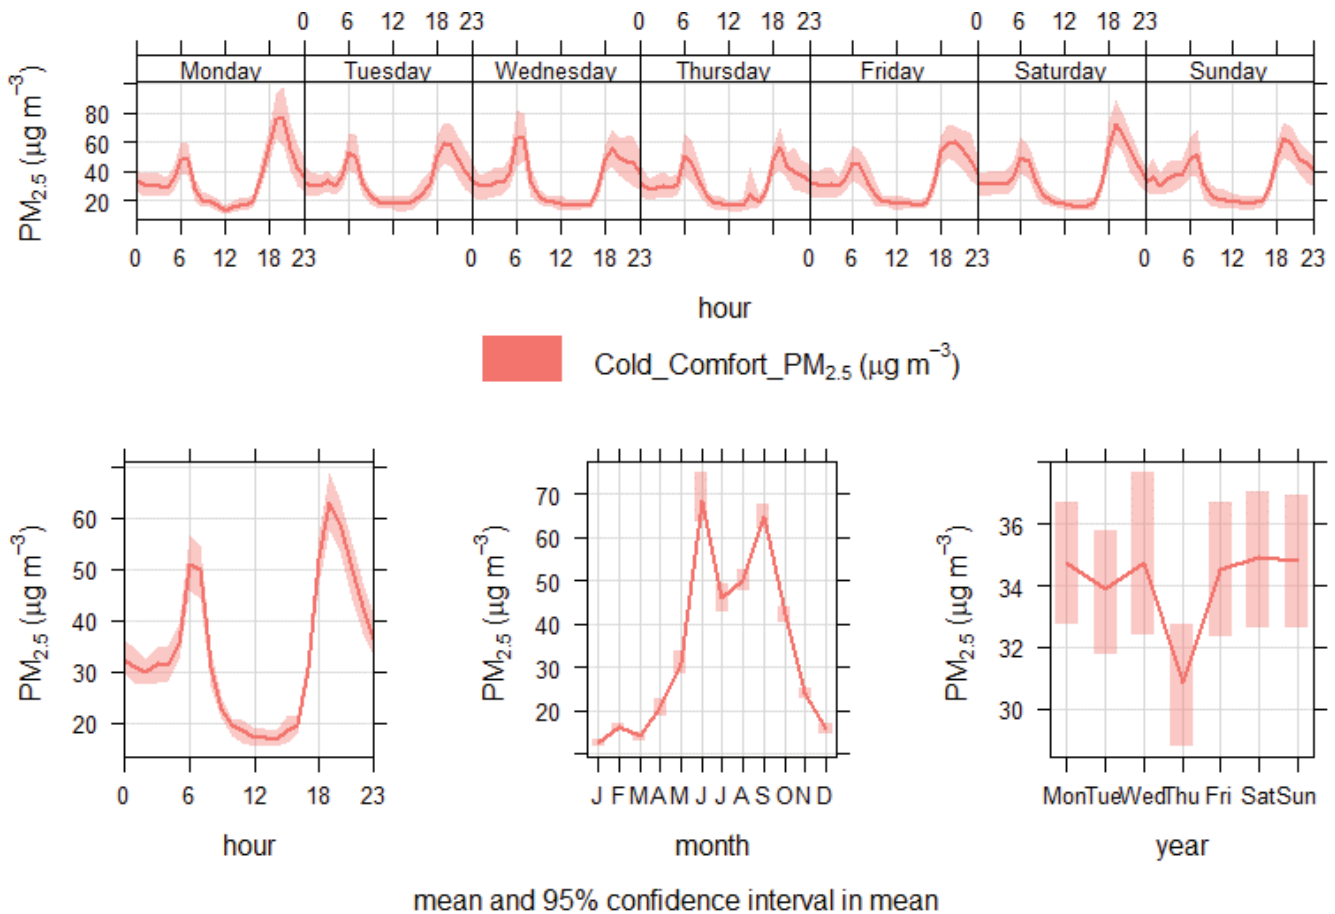 0 6 12 18 23 0 6 12 18 23 0 6 12 18 23
Monday Tuesday Wednesday Thursday Friday Saturday Sunday
PM2.5 (μg m−3)
80
60
40
20
0 6 12 18 23 0 6 12 18 23 0 6 12 18 23 0 6 12 18 23
hour
Cold_Comfort_PM2.5 (μg m−3)
PM2.5 (μg m−3)
60
50
40
30
20
0 6 12 18 23
hour
PM2.5 (μg m−3)
70
60
50
40
30
20
J F M A M J J A S O N D
month
PM2.5 (μg m−3)
36
34
32
30
Mon Tue Wed Thu Fri Sat Sun
year
mean and 95% confidence interval in mean